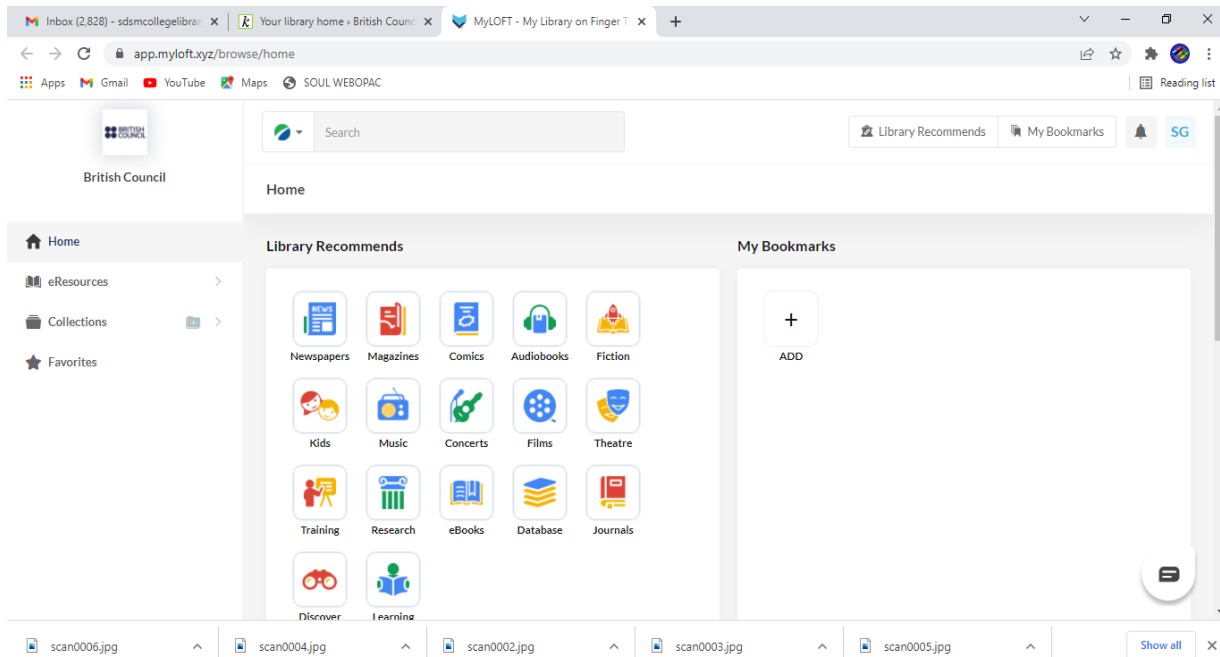 Inbox (2,828) - sdsmcollegelibrar
Your library home › British Counc
MyLOFT - My Library on Finger T
app.myloft.xyz/browse/home
Apps
Gmail
YouTube
Maps
SOUL WEBOPAC
Reading list
BRITISH
COUNCIL
British Council
Search
Library Recommends
My Bookmarks
SG
Home
Home
eResources
Collections
Favorites
Library Recommends
NEWS
Newspapers
Magazines
Comics
Audiobooks
Fiction
Kids
Music
Concerts
Films
Theatre
Training
Research
eBooks
Database
Journals
Discover
Learning
My Bookmarks
ADD
scan0006.jpg
scan0004.jpg
scan0002.jpg
scan0003.jpg
scan0005.jpg
Show all